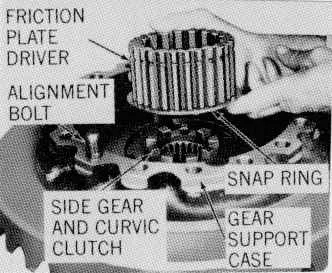 FRICTION
PLATE
DRIVER
ALIGNMENT
BOLT
SNAP RING
SIDE GEAR
AND CURVIC
CLUTCH
GEAR
SUPPORT
CASE